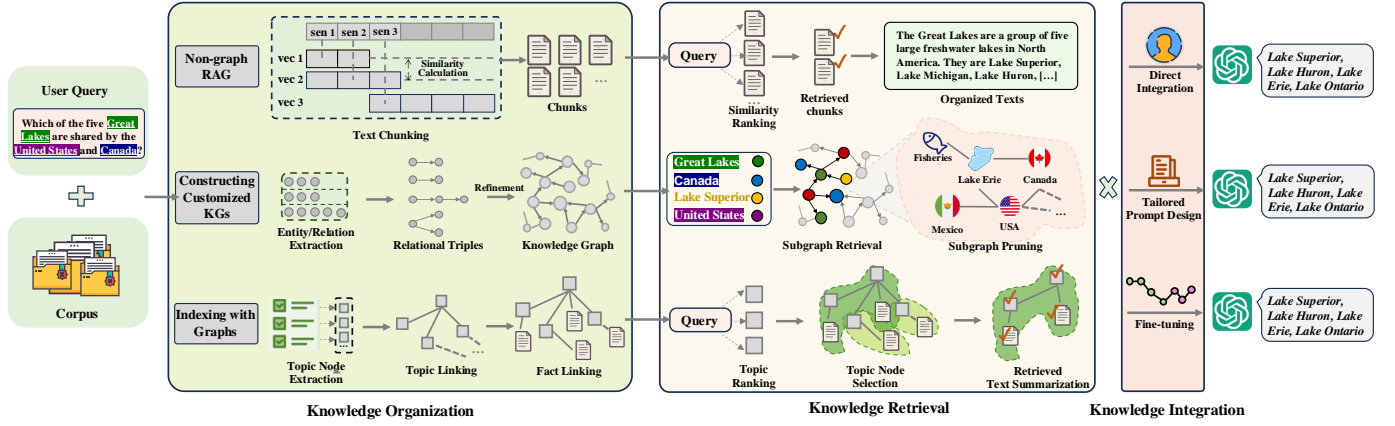 User Query
Which of the five Great
Lakes are shared by the
United States and Canada?
Corpus
Non-graph
RAG
sen 1
sen 2
sen 3
vec 1
vec 2
vec 3
Similarity
Calculation
Text Chunking
...
Chunks
Constructing
Customized
KGs
Entity/Relation
Extraction
Relational Triples
Refinement
Knowledge Graph
Indexing with
Graphs
Topic Node
Extraction
...
Topic Linking
Fact Linking
Knowledge Organization
Query
...
Similarity
Ranking
Retrieved
chunks
The Great Lakes are a group of five
large freshwater lakes in North
America. They are Lake Superior,
Lake Michigan, Lake Huron, [...]
Organized Texts
Great Lakes
Canada
Lake Superior
United States
Subgraph Retrieval
Fisheries
Lake Erie
Canada
Mexico
USA
...
Subgraph Pruning
Query
Topic
Ranking
Topic Node
Selection
Retrieved
Text Summarization
Knowledge Retrieval
Direct
Integration
Lake Superior,
Lake Huron, Lake
Erie, Lake Ontario
Tailored
Prompt Design
Lake Superior,
Lake Huron, Lake
Erie, Lake Ontario
Fine-tuning
Lake Superior,
Lake Huron, Lake
Erie, Lake Ontario
Knowledge Integration